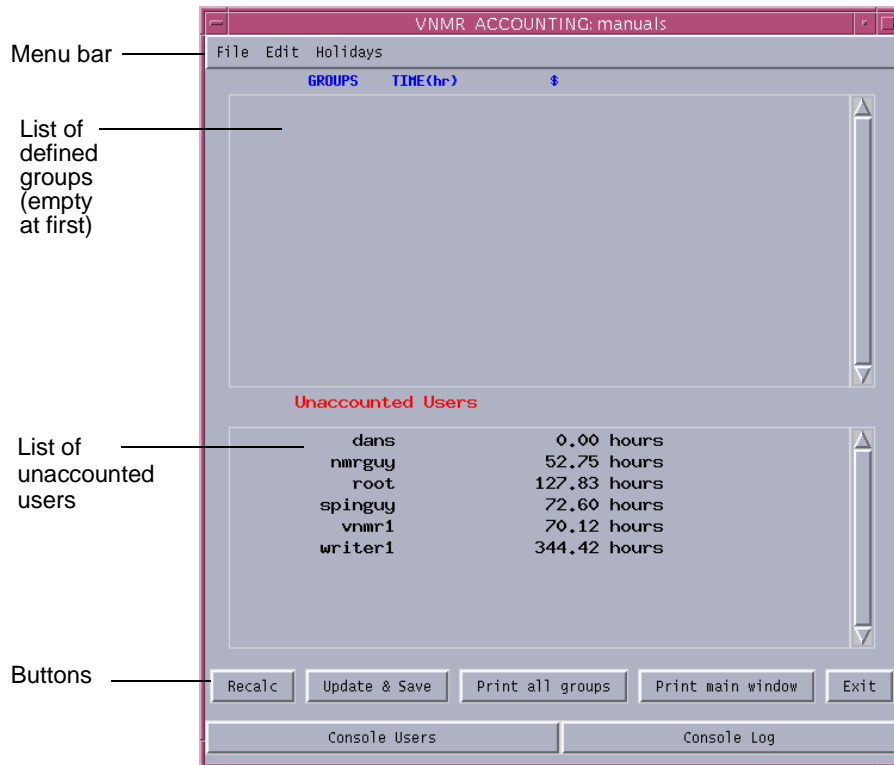 VNMR ACCOUNTING: manuals
Menu bar
File Edit Holidays
GROUPS TIME(hr) $
List of
defined
groups
(empty
at first)
Unaccounted Users
List of
unaccounted
users
dans 0.00 hours
nmrguy 52.75 hours
root 127.83 hours
spinguy 72.60 hours
vnmr1 70.12 hours
writer1 344.42 hours
Buttons
Recalc Update & Save Print all groups Print main window Exit
Console Users Console Log